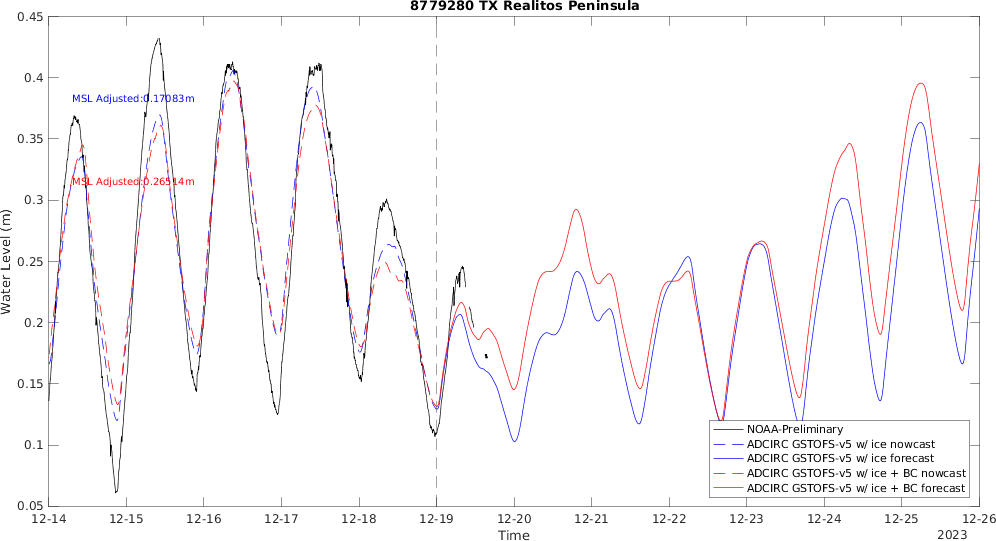 8779280 TX Realitos Peninsula
0.45
0.4
0.35
0.3
0.25
0.2
0.15
0.1
0.05
Water Level (m)
MSL Adjusted:0.17083m
MSL Adjusted:0.26514m
NOAA-Preliminary
ADCIRC GSTOFS-v5 w/ ice nowcast
ADCIRC GSTOFS-v5 w/ ice forecast
ADCIRC GSTOFS-v5 w/ ice + BC nowcast
ADCIRC GSTOFS-v5 w/ ice + BC forecast
12-14 12-15 12-16 12-17 12-18 12-19 12-20 12-21 12-22 12-23 12-24 12-25 12-26
Time
2023